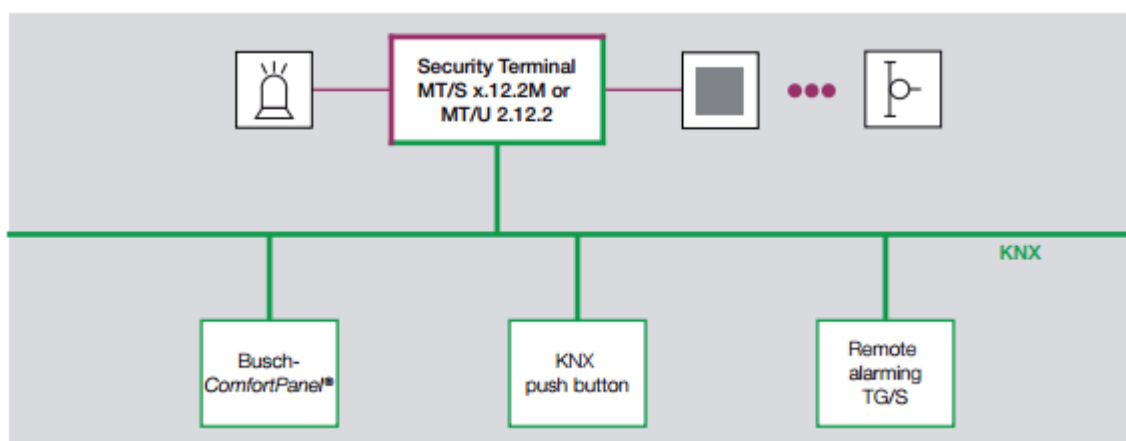 Security Terminal
MT/S x.12.2M or
MT/U 2.12.2
KNX
Busch-
ComfortPanel®
KNX
push button
Remote
alarming
TG/S